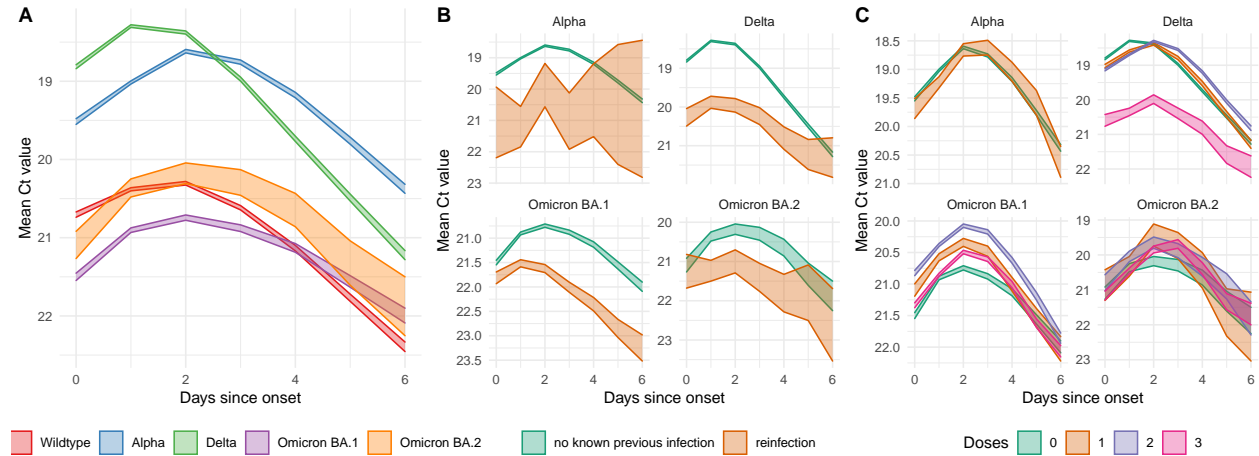 A
B
C
Mean Ct value
19
20
21
22
0
2
4
6
Days since onset
Wildtype
Alpha
Delta
Omicron BA.1
Omicron BA.2
Mean Ct value
Alpha
Delta
19
20
21
22
23
19
20
21
Omicron BA.1
Omicron BA.2
21.0
21.5
22.0
22.5
23.0
23.5
20
21
22
23
0
2
4
6
0
2
4
6
Days since onset
no known previous infection
reinfection
Mean Ct value
Alpha
Delta
18.5
19.0
19.5
20.0
20.5
21.0
19
20
21
22
Omicron BA.1
Omicron BA.2
20.0
20.5
21.0
21.5
22.0
19
20
21
22
23
0
2
4
6
0
2
4
6
Days since onset
Doses
0
1
2
3